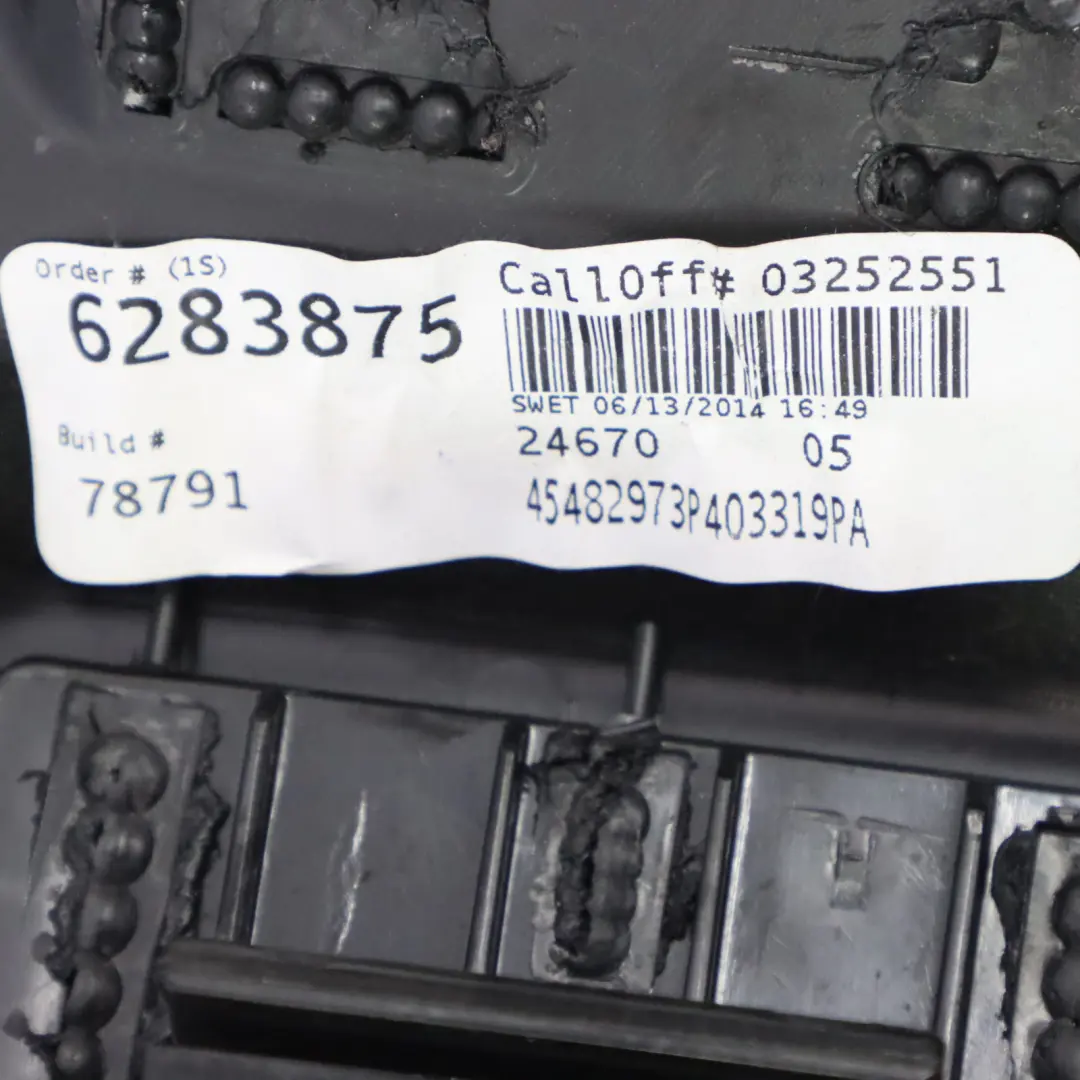 Order # (1S)
6283875
Build #
78791
CallOff# 03252551
SWET 06/13/2014 16:49
24670 05
45482973P403319PA